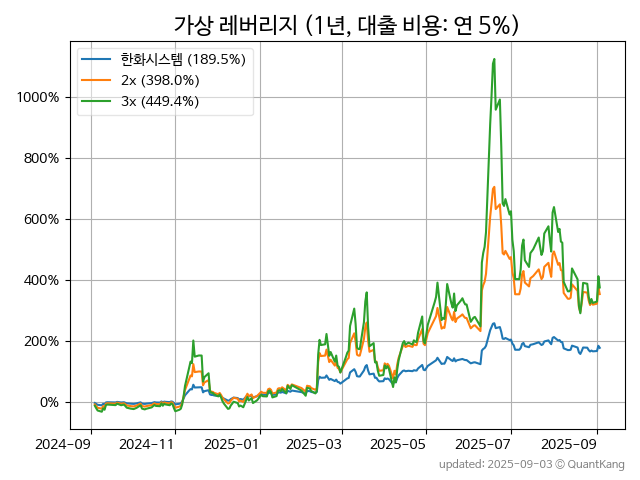 가상 레버리지 (1년, 대출 비용: 연 5%)
한화시스템 (189.5%)
2x (398.0%)
3x (449.4%)
1000%
800%
600%
400%
200%
0%
2024-09
2024-11
2025-01
2025-03
2025-05
2025-07
2025-09
updated: 2025-09-03 © QuantKang